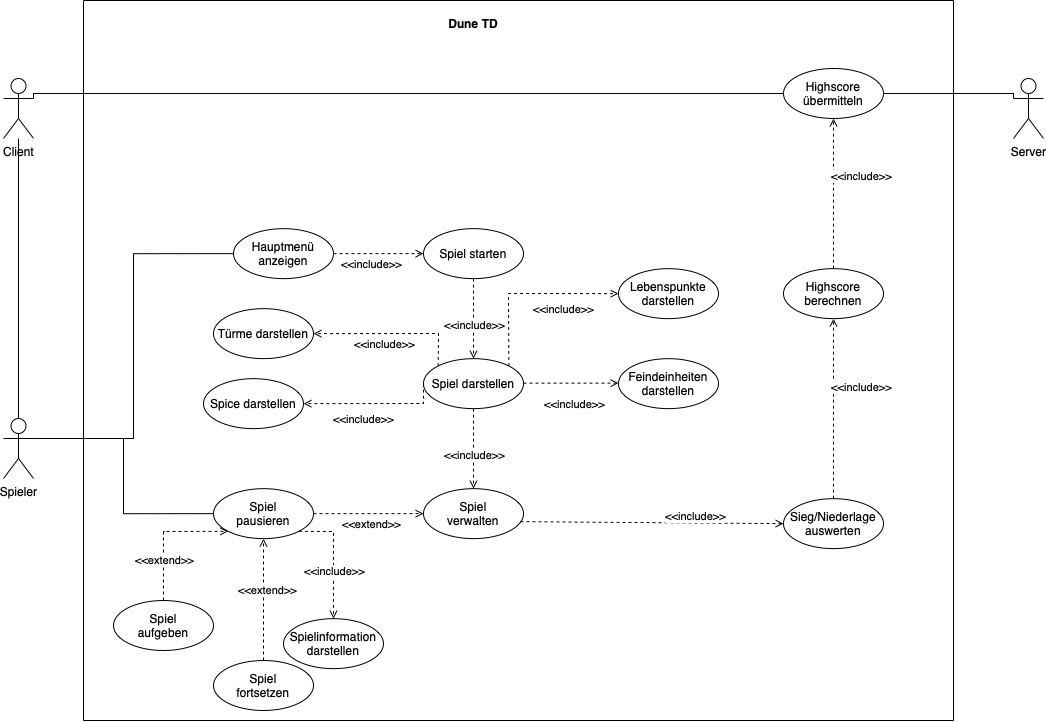 Dune TD
Highscore
übermitteln
Client
Server
<<include>>
Hauptmenü
anzeigen
<<include>>
Spiel starten
Lebenspunkte
darstellen
Highscore
berechnen
<<include>>
<<include>>
Türme darstellen
<<include>>
Spiel darstellen
Feindeinheiten
darstellen
<<include>>
Spice darstellen
<<include>>
<<include>>
<<include>>
Spieler
Spiel
pausieren
<<extend>>
Spiel
verwalten
<<include>>
Sieg/Niederlage
auswerten
<<extend>>
<<include>>
<<extend>>
Spiel
aufgeben
Spielinformation
darstellen
Spiel
fortsetzen